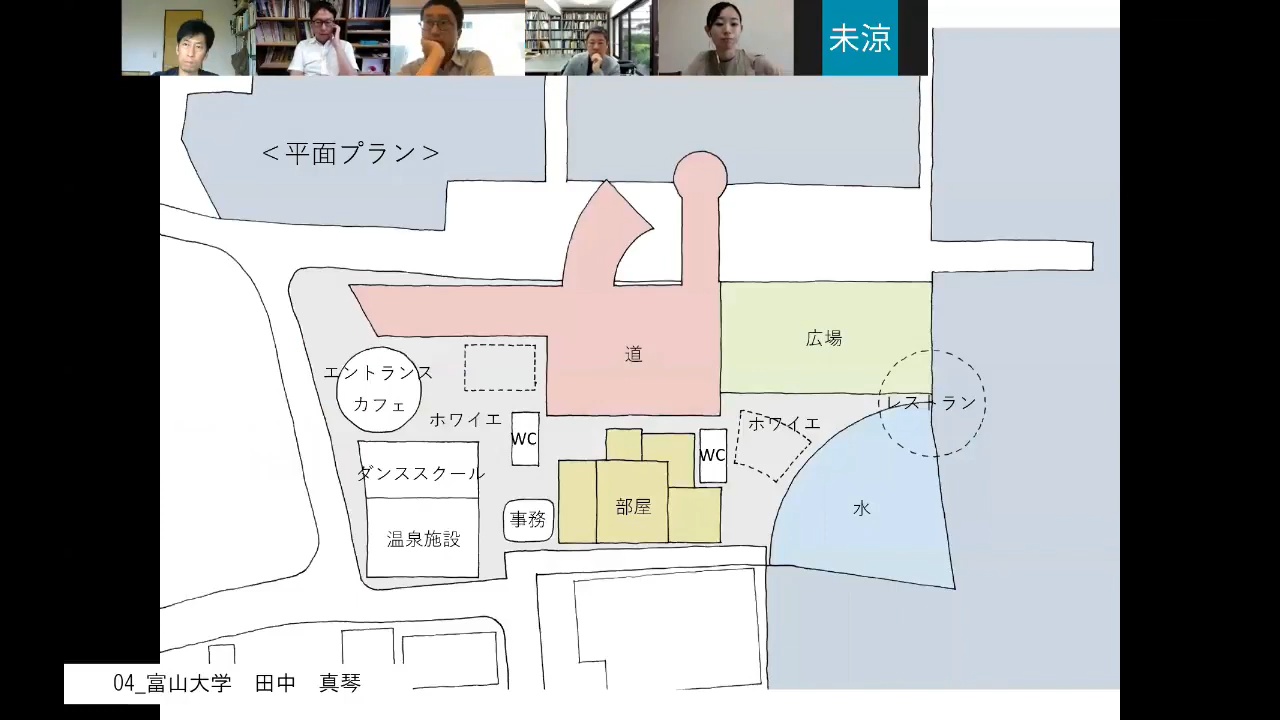 未涼
＜平面プラン＞
道
広場
エントランス
カフェ
レストラン
ホワイエ
ホワイエ
WC
WC
ダンススクール
部屋
水
事務
温泉施設
04_富山大学　田中　真琴